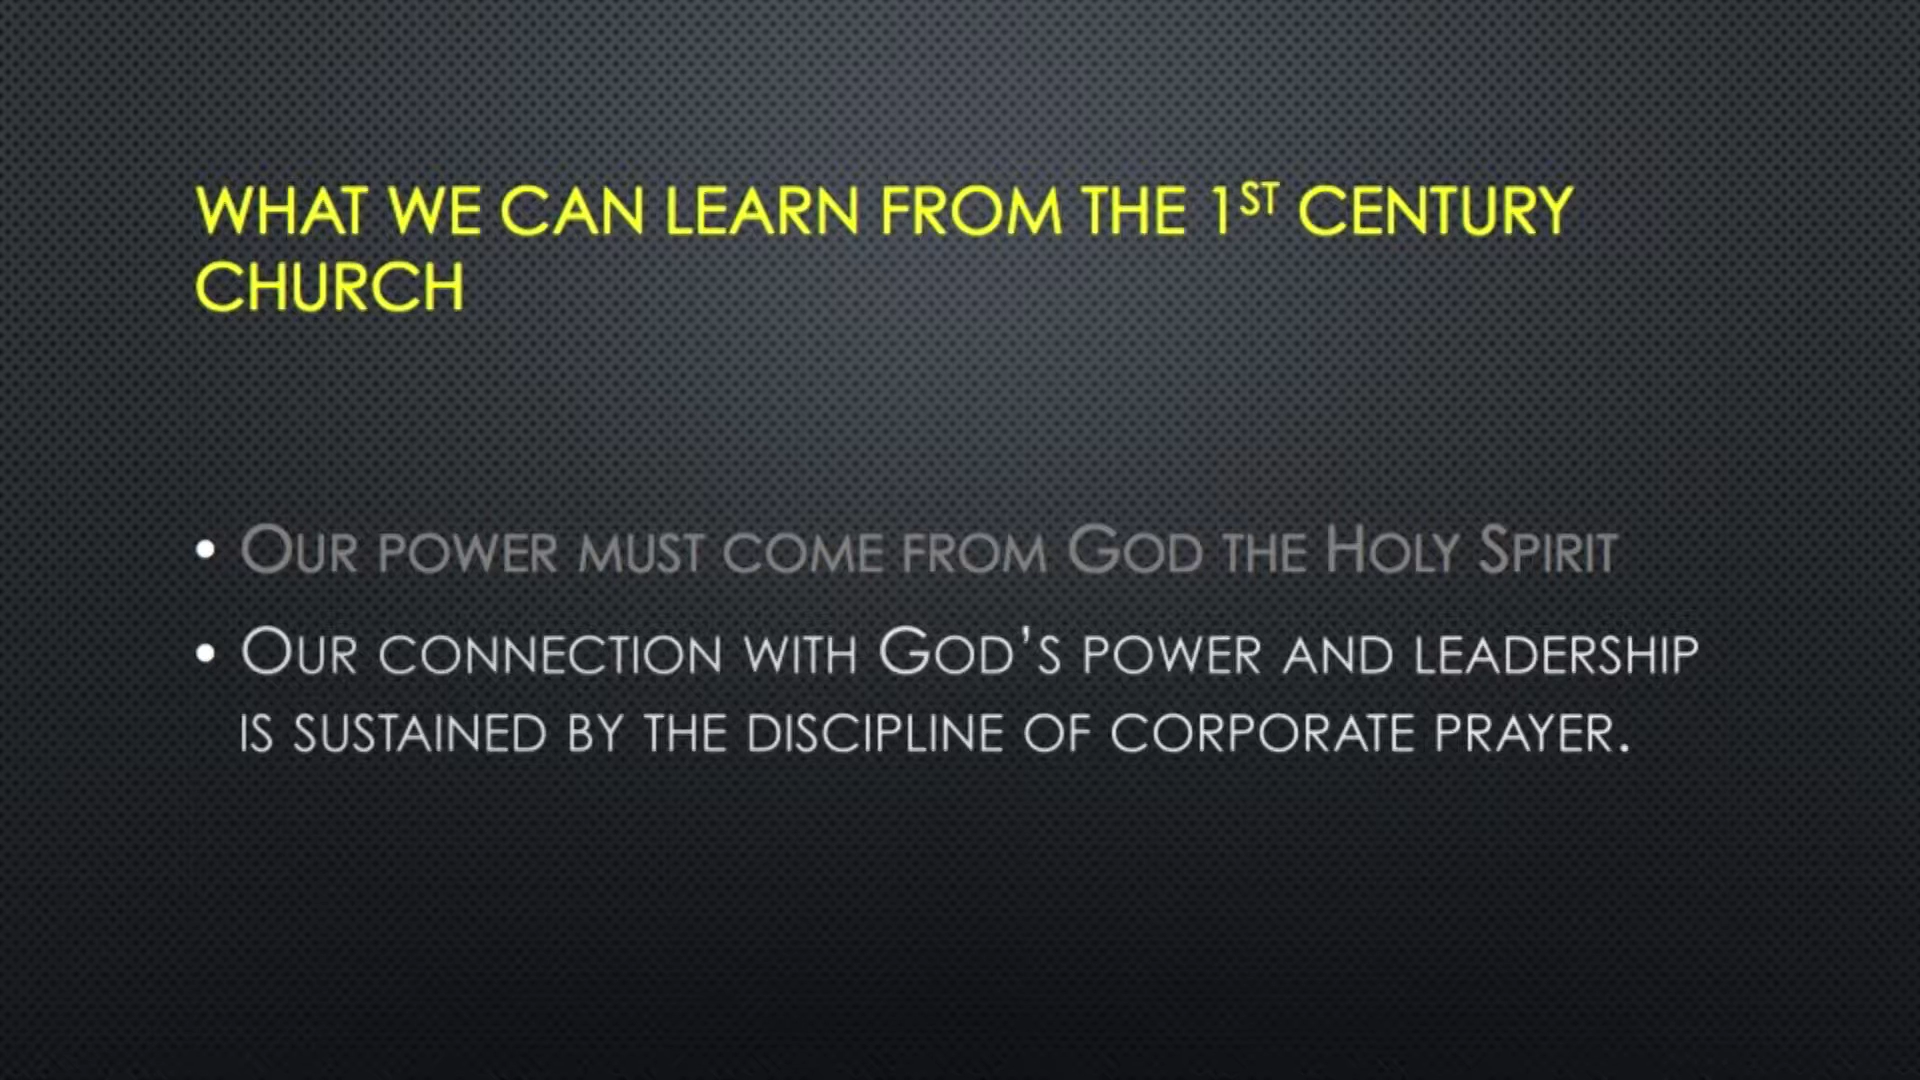 WHAT WE CAN LEARN FROM THE 1ST CENTURY
CHURCH
• OUR POWER MUST COME FROM GOD THE HOLY SPIRIT
• OUR CONNECTION WITH GOD'S POWER AND LEADERSHIP
IS SUSTAINED BY THE DISCIPLINE OF CORPORATE PRAYER.